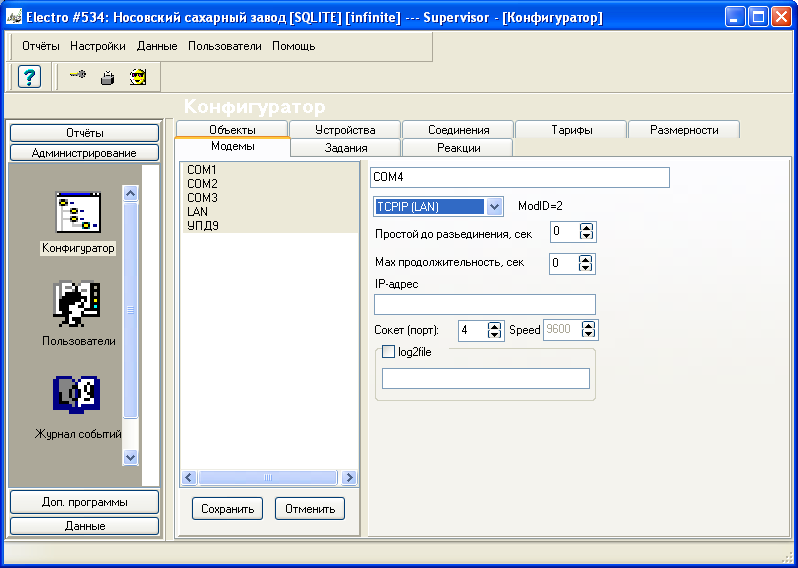 Electro #534: Носовский сахарный завод [SQLITE] [infinite] --- Supervisor - [Конфигуратор]
Отчёты Настройки Данные Пользователи Помощь
?
Конфигуратор
Отчёты
Администрирование
Конфигуратор
Пользователи
Журнал событий
Доп. программы
Данные
Объекты Устройства Соединения Тарифы Размерности
Модемы Задания Реакции
COM1
COM2
COM3
LAN
УПД9
Сохранить Отменить
COM4
TCPIP (LAN) ModID=2
Простой до разьединения, сек 0
Мах продолжительность, сек 0
IP-адрес
Сокет (порт): 4 Speed 9600
log2file